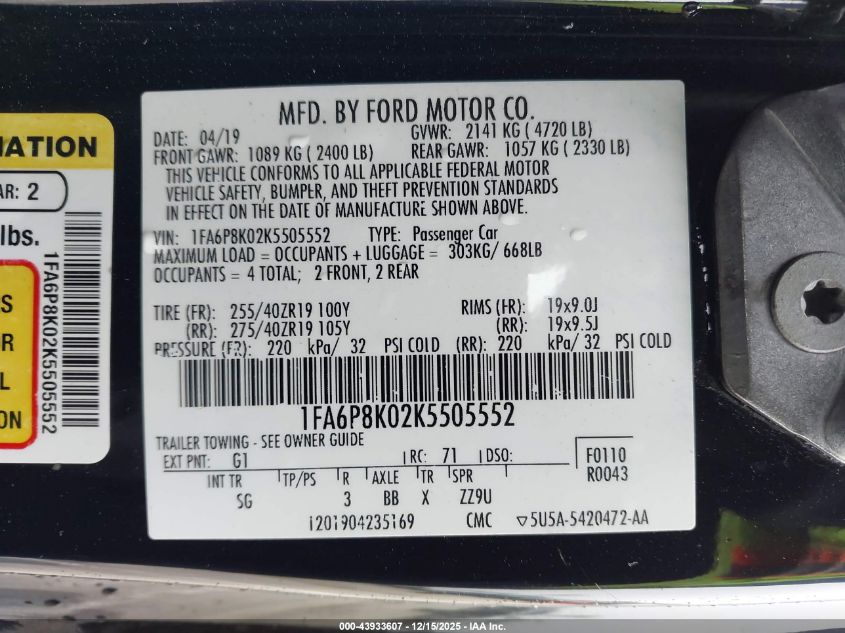 MATION
AR: 2
lbs.
S
R
L
ON
1FA6P8K02K5505552
MFD. BY FORD MOTOR CO.
DATE: 04/19 GVWR: 2141 KG ( 4720 LB)
FRONT GAWR: 1089 KG ( 2400 LB) REAR GAWR: 1057 KG ( 2330 LB)
THIS VEHICLE CONFORMS TO ALL APPLICABLE FEDERAL MOTOR
VEHICLE SAFETY, BUMPER, AND THEFT PREVENTION STANDARDS
IN EFFECT ON THE DATE OF MANUFACTURE SHOWN ABOVE.
VIN: 1FA6P8K02K5505552 TYPE: Passenger Car
MAXIMUM LOAD = OCCUPANTS + LUGGAGE = 303KG/ 668LB
OCCUPANTS = 4 TOTAL; 2 FRONT, 2 REAR
TIRE (FR): 255/40ZR19 100Y RIMS (FR): 19x9.0J
(RR): 275/40ZR19 105Y (RR): 19x9.5J
PRESSURE (FR): 220 kPa/ 32 PSI COLD (RR): 220 kPa/ 32 PSI COLD
1FA6P8K02K5505552
TRAILER TOWING - SEE OWNER GUIDE
EXT PNT: G1 RC: 71 DSO: F0110
R0043
INT TR TP/PS R AXLE TR SPR
SG 3 BB X ZZ9U
i201904235169 CMC ▽5U5A-5420472-AA
000-43933607 - 12/15/2025 - IAA Inc.